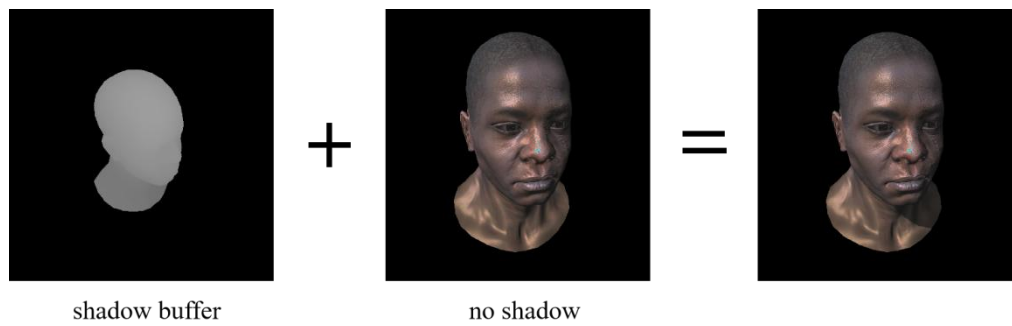 + =
shadow buffer
no shadow